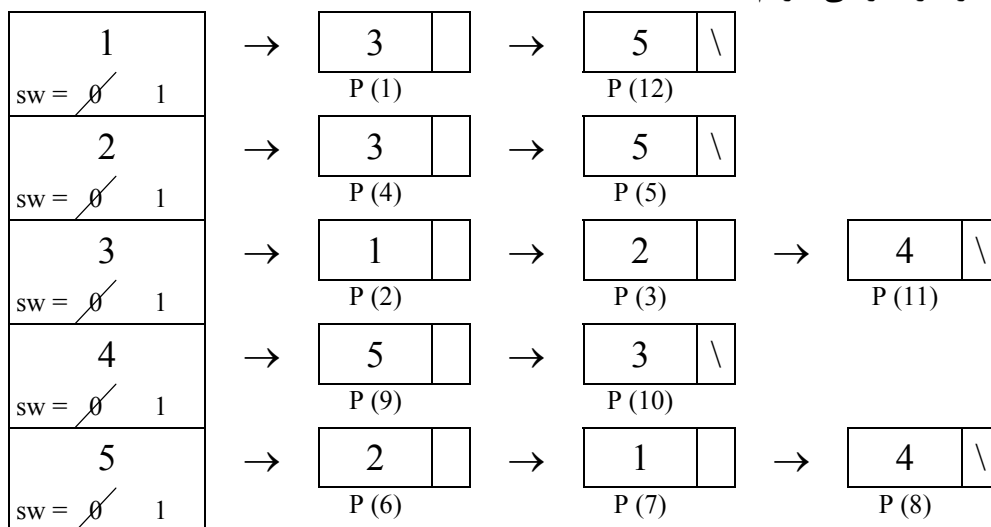 1 → 3 → 5 \
sw = 0 1 P (1) P (12)
2 → 3 → 5 \
sw = 0 1 P (4) P (5)
3 → 1 → 2 → 4 \
sw = 0 1 P (2) P (3) P (11)
4 → 5 → 3 \
sw = 0 1 P (9) P (10)
5 → 2 → 1 → 4 \
sw = 0 1 P (6) P (7) P (8)